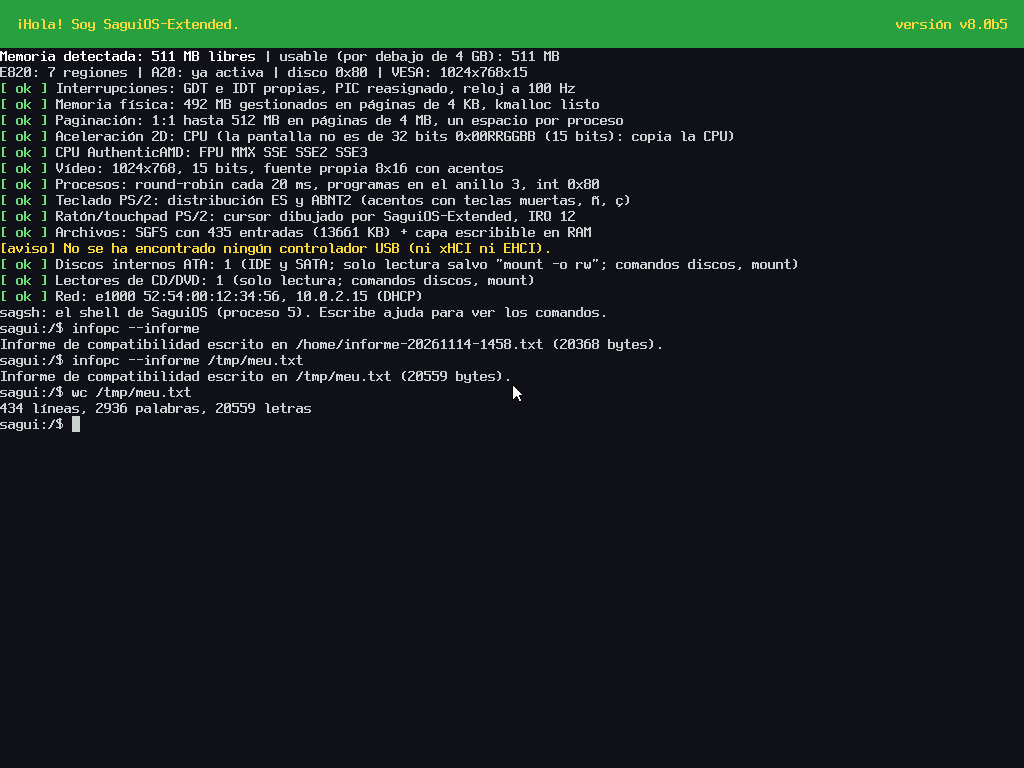 ¡Hola! Soy SaguiOS-Extended.
versión v8.0b5
Memoria detectada: 511 MB libres | usable (por debajo de 4 GB): 511 MB
E820: 7 regiones | A20: ya activa | disco 0x80 | VESA: 1024x768x15
[ ok ] Interrupciones: GDT e IDT propias, PIC reasignado, reloj a 100 Hz
[ ok ] Memoria física: 492 MB gestionados en páginas de 4 KB, kmalloc listo
[ ok ] Paginación: 1:1 hasta 512 MB en páginas de 4 MB, un espacio por proceso
[ ok ] Aceleración 2D: CPU (la pantalla no es de 32 bits 0x00RRGGBB (15 bits): copia la CPU)
[ ok ] CPU AuthenticAMD: FPU MMX SSE SSE2 SSE3
[ ok ] Vídeo: 1024x768, 15 bits, fuente propia 8x16 con acentos
[ ok ] Procesos: round-robin cada 20 ms, programas en el anillo 3, int 0x80
[ ok ] Teclado PS/2: distribución ES y ABNT2 (acentos con teclas muertas, ñ, ç)
[ ok ] Ratón/touchpad PS/2: cursor dibujado por SaguiOS-Extended, IRQ 12
[ ok ] Archivos: SGFS con 435 entradas (13661 KB) + capa escribible en RAM
[aviso] No se ha encontrado ningún controlador USB (ni xHCI ni EHCI).
[ ok ] Discos internos ATA: 1 (IDE y SATA; solo lectura salvo "mount -o rw"; comandos discos, mount)
[ ok ] Lectores de CD/DVD: 1 (solo lectura; comandos discos, mount)
[ ok ] Red: e1000 52:54:00:12:34:56, 10.0.2.15 (DHCP)
sagsh: el shell de SaguiOS (proceso 5). Escribe ayuda para ver los comandos.
sagui:/$ infopc --informe
Informe de compatibilidad escrito en /home/informe-20261114-1458.txt (20368 bytes).
sagui:/$ infopc --informe /tmp/meu.txt
Informe de compatibilidad escrito en /tmp/meu.txt (20559 bytes).
sagui:/$ wc /tmp/meu.txt
434 líneas, 2936 palabras, 20559 letras
sagui:/$